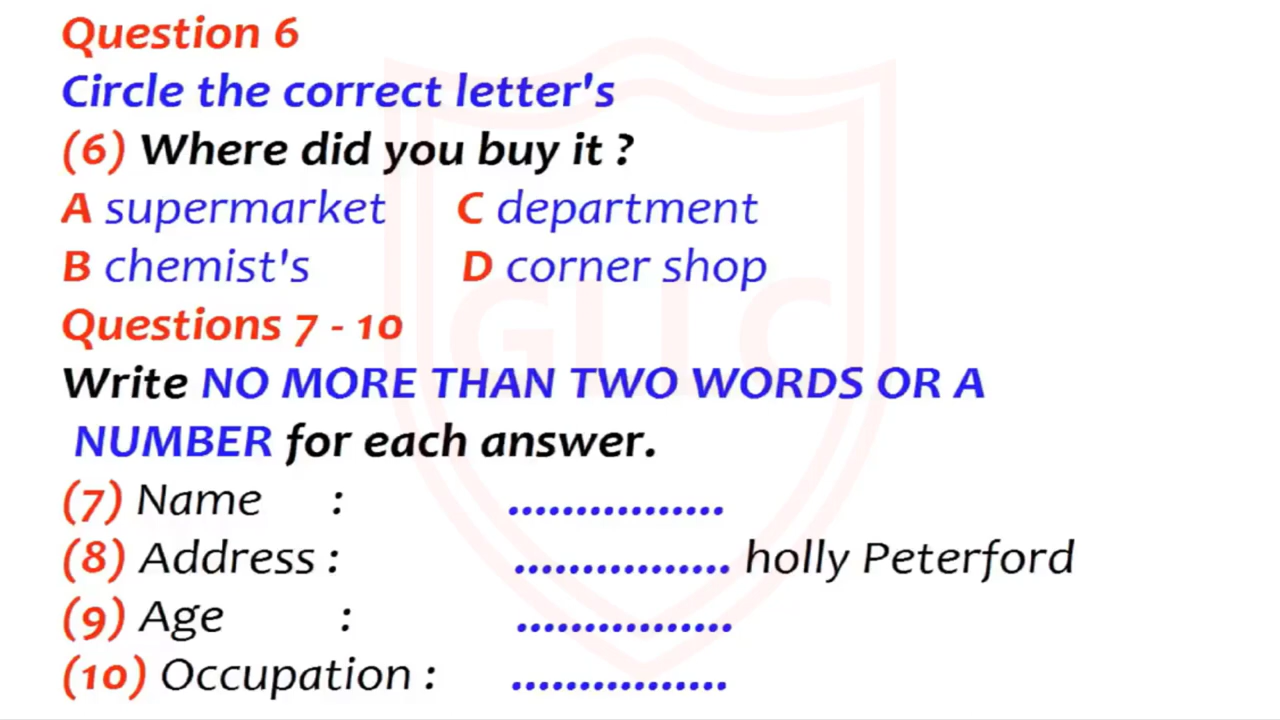 Question 6
Circle the correct letter's
(6) Where did you buy it ?
A supermarket C department
B chemist's D corner shop
Questions 7 - 10
Write NO MORE THAN TWO WORDS OR A
NUMBER for each answer.
(7) Name : ................
(8) Address : ................ holly Peterford
(9) Age : ................
(10) Occupation : ................
GLLC